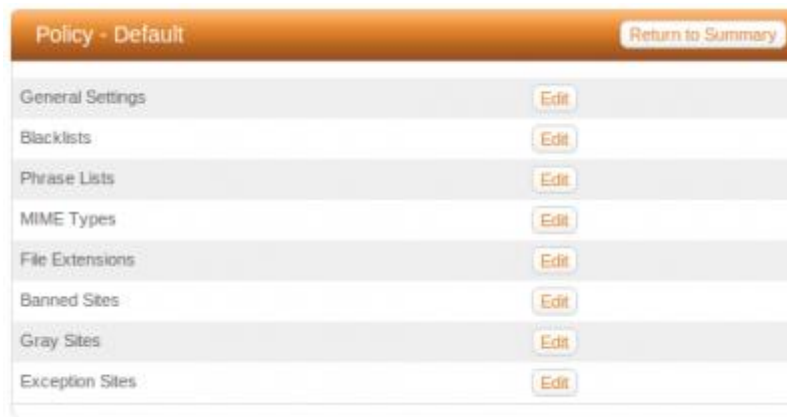 Policy - Default Return to Summary
General Settings Edit
Blacklists Edit
Phrase Lists Edit
MIME Types Edit
File Extensions Edit
Banned Sites Edit
Gray Sites Edit
Exception Sites Edit